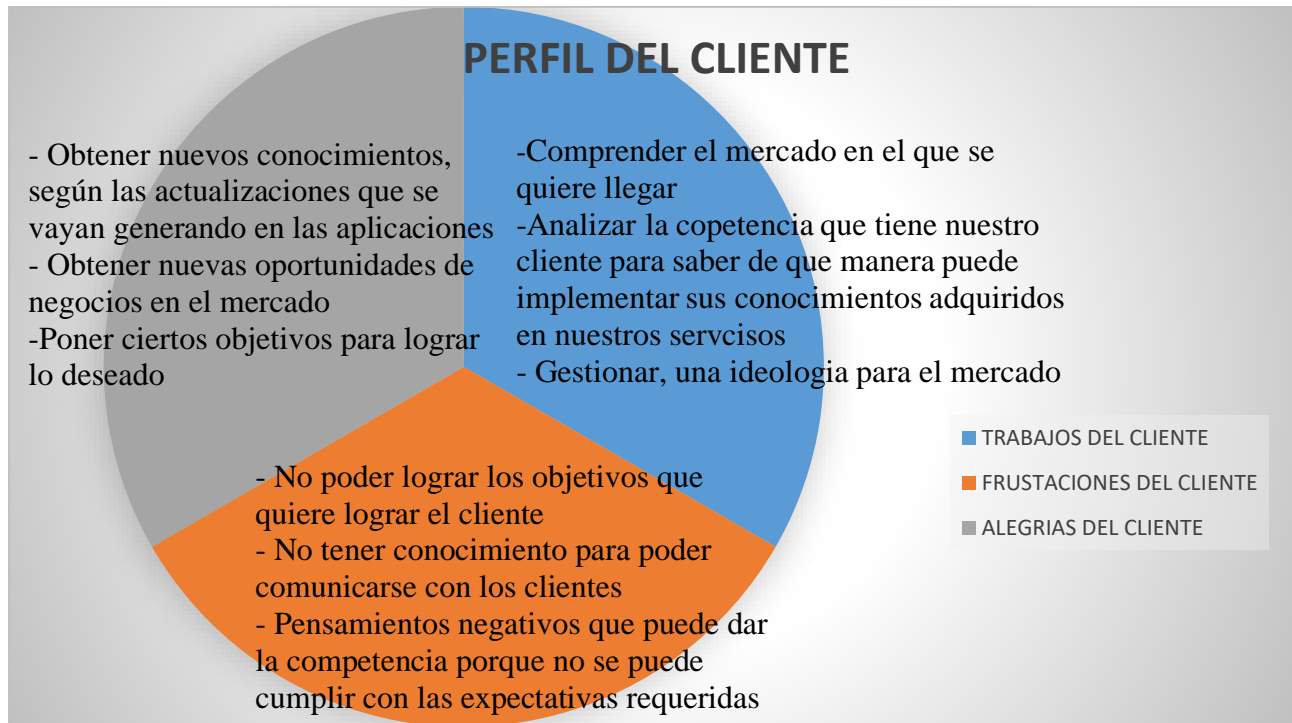 PERFIL DEL CLIENTE
- Obtener nuevos conocimientos,
según las actualizaciones que se
vayan generando en las aplicaciones
- Obtener nuevas oportunidades de
negocios en el mercado
-Poner ciertos objetivos para lograr
lo deseado
-Comprender el mercado en el que se
quiere llegar
-Analizar la copetencia que tiene nuestro
cliente para saber de que manera puede
implementar sus conocimientos adquiridos
en nuestros servcisos
- Gestionar, una ideologia para el mercado
- No poder lograr los objetivos que
quiere lograr el cliente
- No tener conocimiento para poder
comunicarse con los clientes
- Pensamientos negativos que puede dar
la competencia porque no se puede
cumplir con las expectativas requeridas
TRABAJOS DEL CLIENTE
FRUSTACIONES DEL CLIENTE
ALEGRIAS DEL CLIENTE